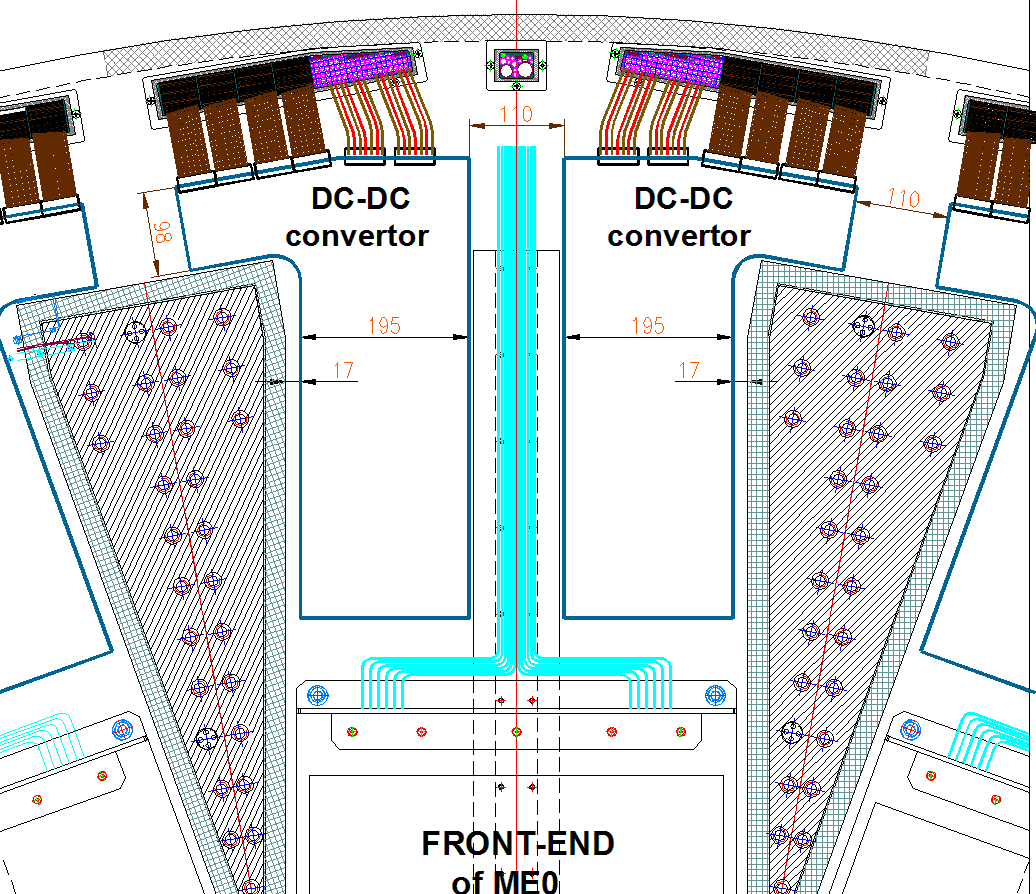 110
DC-DC
convertor
DC-DC
convertor
110
86
195
195
17
17
FRONT-END
of ME0